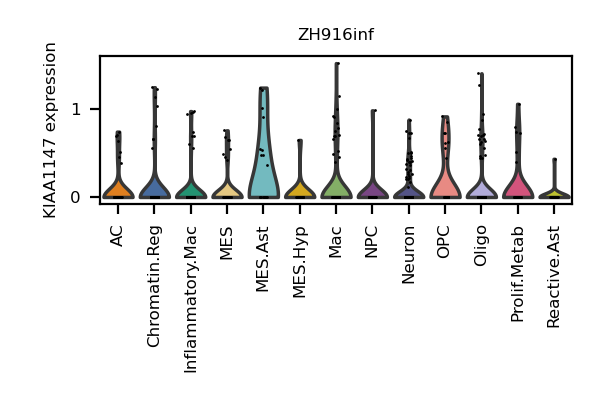 ZH916inf
KIAA1147 expression
1
0
AC
Chromatin.Reg
Inflammatory.Mac
MES
MES.Ast
MES.Hyp
Mac
NPC
Neuron
OPC
Oligo
Prolif.Metab
Reactive.Ast